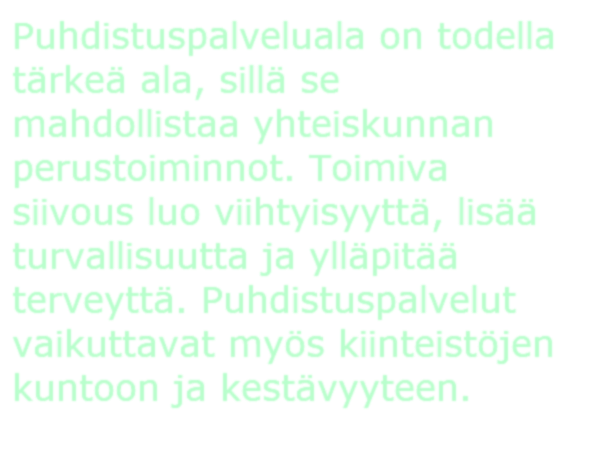 Puhdistuspalveluala on todella
tärkeä ala, sillä se
mahdollistaa yhteiskunnan
perustoiminnot. Toimiva
siivous luo viihtyisyyttä, lisää
turvallisuutta ja ylläpitää
terveyttä. Puhdistuspalvelut
vaikuttavat myös kiinteistöjen
kuntoon ja kestävyyteen.